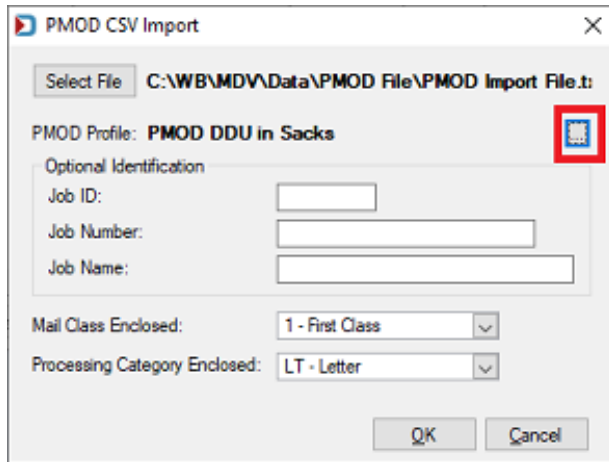 PMOD CSV Import
Select File C:\WB\MDV\Data\PMOD File\PMOD Import File.t
PMOD Profile: PMOD DDU in Sacks ...
Optional Identification
Job ID:
Job Number:
Job Name:
Mail Class Enclosed: 1 - First Class
Processing Category Enclosed: LT - Letter
OK Cancel